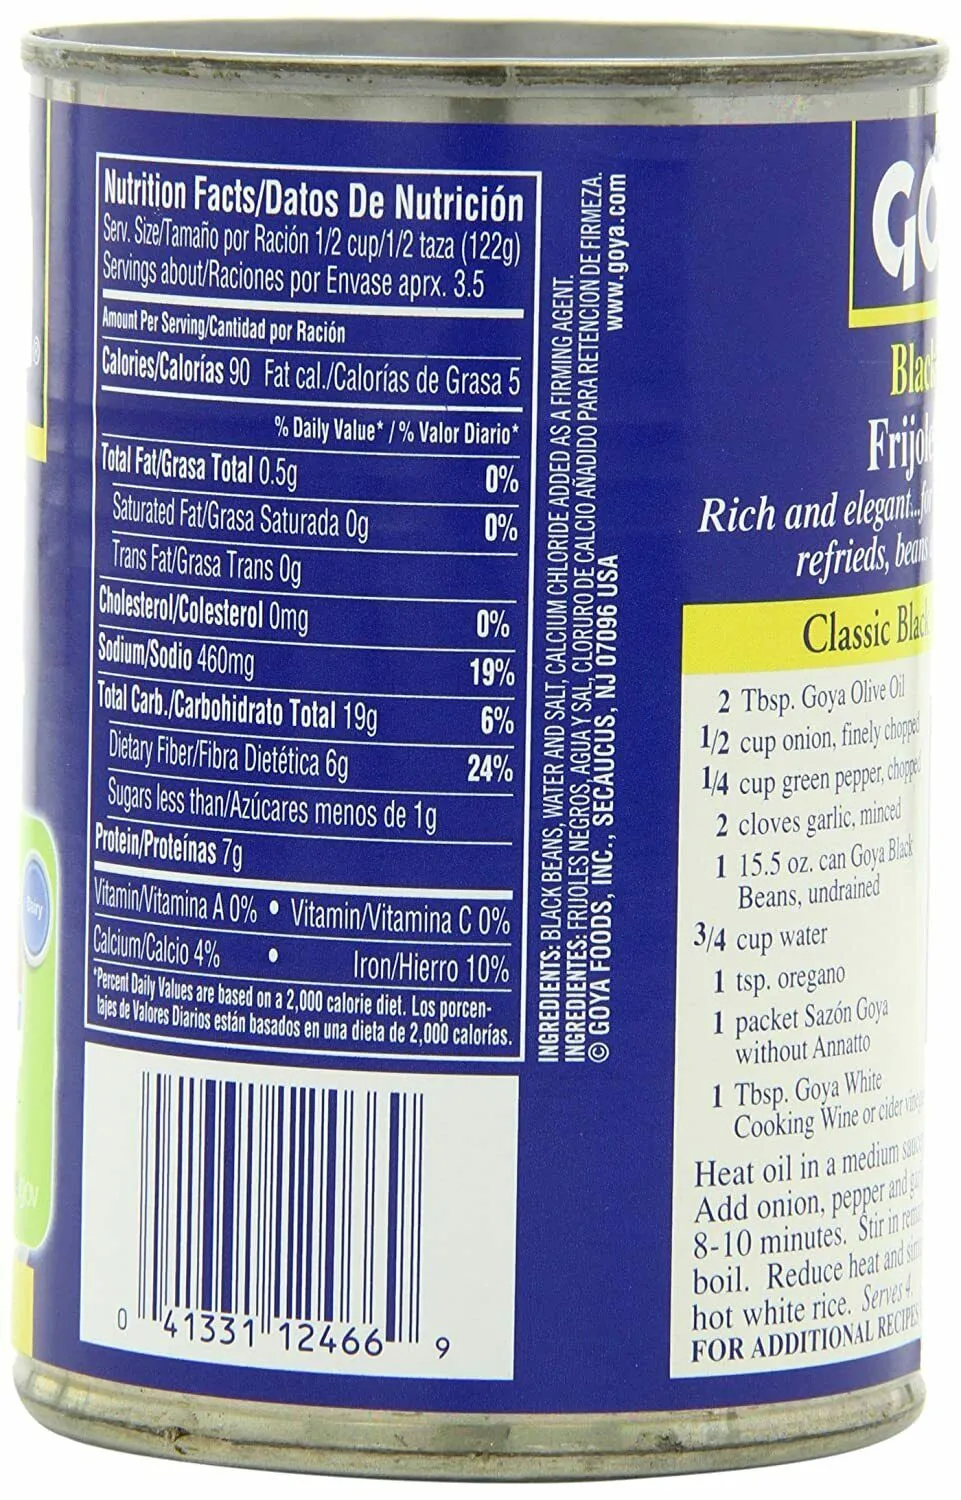 Nutrition Facts/Datos De Nutrición
Serv. Size/Tamaño por Ración 1/2 cup/1/2 taza (122g)
Servings about/Raciones por Envase aprx. 3.5
Amount Per Serving/Cantidad por Ración
Calories/Calorías 90 Fat cal./Calorías de Grasa 5
% Daily Value* / % Valor Diario*
Total Fat/Grasa Total 0.5g 0%
Saturated Fat/Grasa Saturada 0g 0%
Trans Fat/Grasa Trans 0g
Cholesterol/Colesterol 0mg 0%
Sodium/Sodio 460mg 19%
Total Carb./Carbohidrato Total 19g 6%
Dietary Fiber/Fibra Dietética 6g 24%
Sugars less than/Azúcares menos de 1g
Protein/Proteínas 7g
Vitamin/Vitamina A 0% • Vitamin/Vitamina C 0%
Calcium/Calcio 4% • Iron/Hierro 10%
*Percent Daily Values are based on a 2,000 calorie diet. Los porcen-
tajes de Valores Diarios están basados en una dieta de 2,000 calorías.
0 41331 12466 9
INGREDIENTS: BLACK BEANS, WATER AND SALT, CALCIUM CHLORIDE ADDED AS A FIRMING AGENT.
INGREDIENTES: FRIJOLES NEGROS, AGUA Y SAL, CLORURO DE CALCIO AÑADIDO PARA RETENCION DE FIRMEZA.
© GOYA FOODS, INC., SECAUCUS, NJ 07096 USA www.goya.com
®
Dairy
.gov
GO
Black
Frijole
Rich and elegant...for
refrieds, beans
Classic Black
2 Tbsp. Goya Olive Oil
1/2 cup onion, finely chopped
1/4 cup green pepper, chopped
2 cloves garlic, minced
1 15.5 oz. can Goya Black
Beans, undrained
3/4 cup water
1 tsp. oregano
1 packet Sazón Goya
without Annatto
1 Tbsp. Goya White
Cooking Wine or cider vine
Heat oil in a medium sauc
Add onion, pepper and gar
8-10 minutes. Stir in rema
boil. Reduce heat and sim
hot white rice. Serves 4.
FOR ADDITIONAL RECIPES